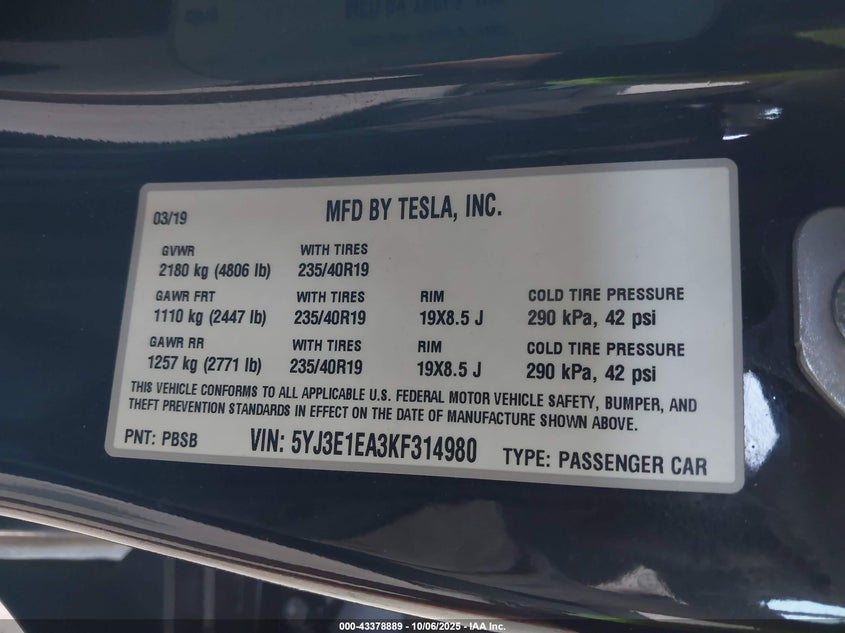 03/19 MFD BY TESLA, INC.
GVWR WITH TIRES
2180 kg (4806 lb) 235/40R19
GAWR FRT WITH TIRES RIM COLD TIRE PRESSURE
1110 kg (2447 lb) 235/40R19 19X8.5 J 290 kPa, 42 psi
GAWR RR WITH TIRES RIM COLD TIRE PRESSURE
1257 kg (2771 lb) 235/40R19 19X8.5 J 290 kPa, 42 psi
THIS VEHICLE CONFORMS TO ALL APPLICABLE U.S. FEDERAL MOTOR VEHICLE SAFETY, BUMPER, AND
THEFT PREVENTION STANDARDS IN EFFECT ON THE DATE OF MANUFACTURE SHOWN ABOVE.
PNT: PBSB VIN: 5YJ3E1EA3KF314980 TYPE: PASSENGER CAR
000-43378889 - 10/06/2025 - IAAI Copyright